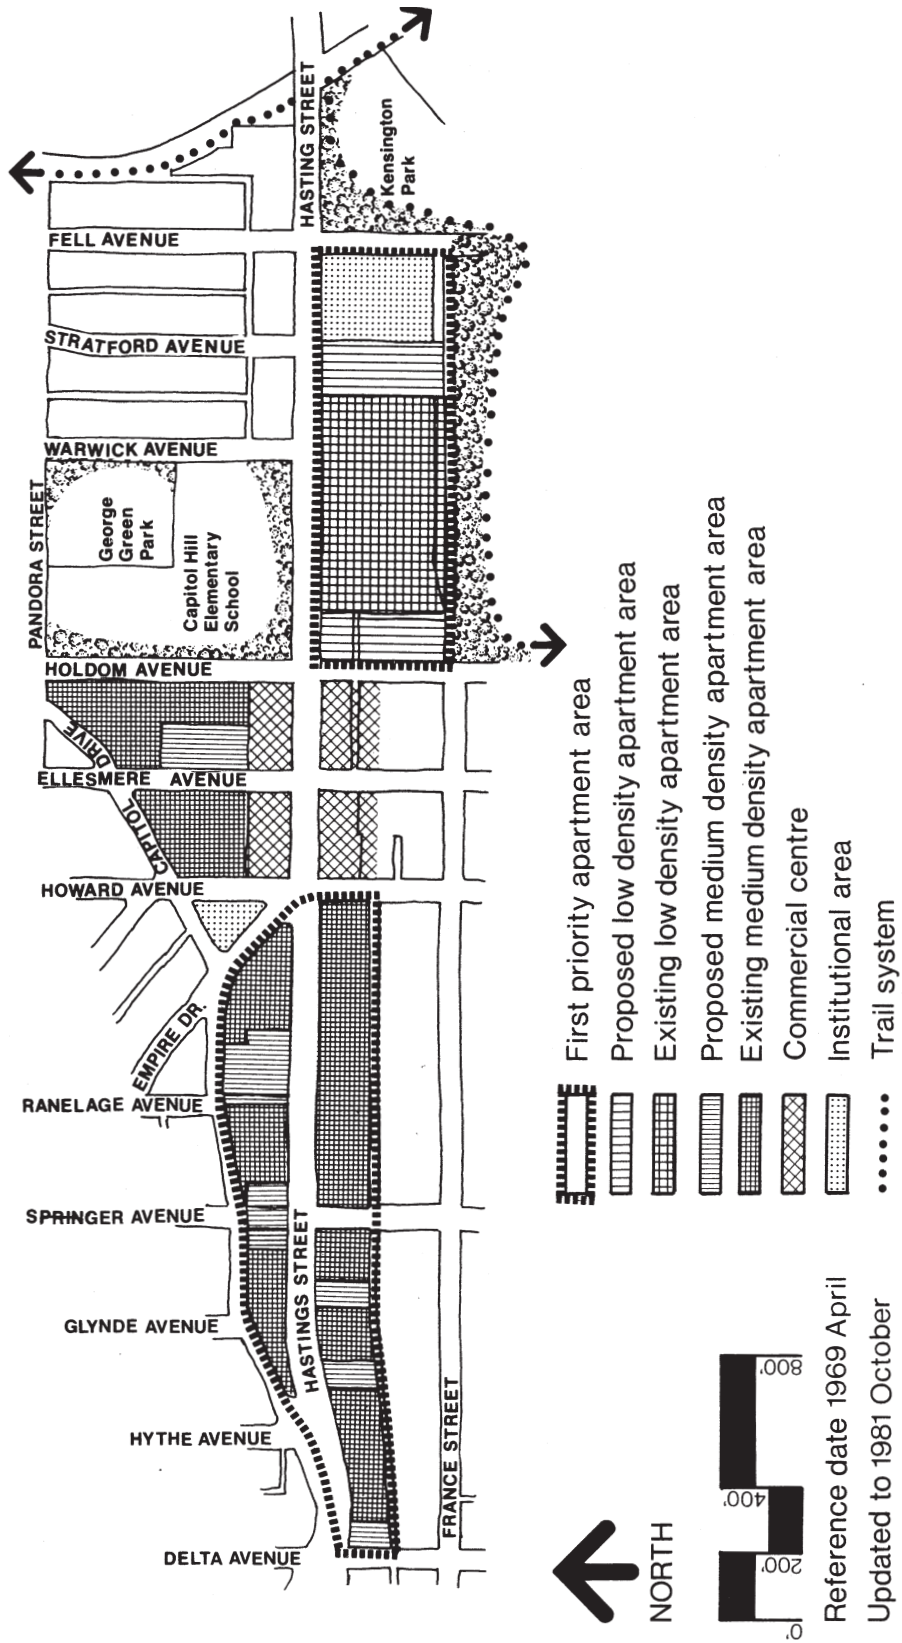 HASTING STREET
Kensington
Park
FELL AVENUE
STRATFORD AVENUE
WARWICK AVENUE
PANDORA STREET
George
Green
Park
Capitol Hill
Elementary
School
HOLDOM AVENUE
DRIVE
ELLESMERE AVENUE
CAPITOL
HOWARD AVENUE
EMPIRE DR.
RANELAGE AVENUE
SPRINGER AVENUE
HASTINGS STREET
GLYNDE AVENUE
HYTHE AVENUE
FRANCE STREET
DELTA AVENUE
First priority apartment area
Proposed low density apartment area
Existing low density apartment area
Proposed medium density apartment area
Existing medium density apartment area
Commercial centre
Institutional area
Trail system
NORTH
0'
200'
400'
800'
Reference date 1969 April
Updated to 1981 October